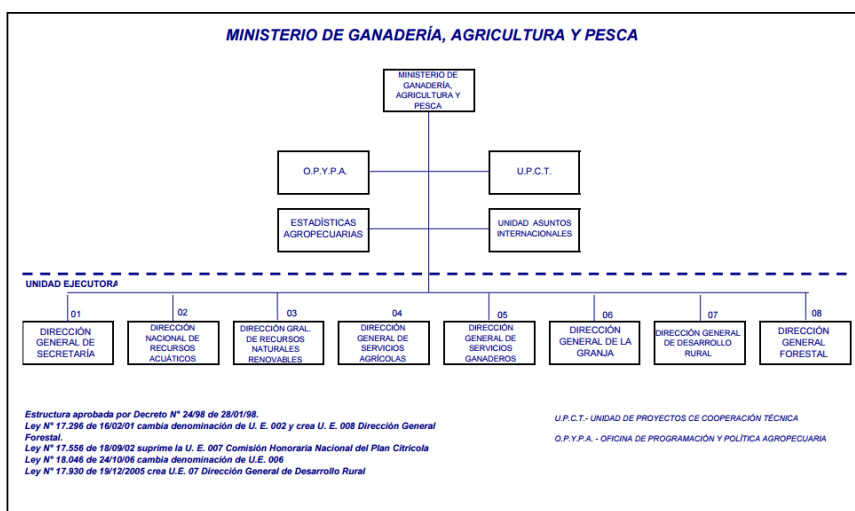 MINISTERIO DE GANADERÍA, AGRICULTURA Y PESCA
MINISTERIO DE
GANADERÍA,
AGRICULTURA Y
PESCA
O.P.Y.P.A.
U.P.C.T.
ESTADÍSTICAS
AGROPECUARIAS
UNIDAD ASUNTOS
INTERNACIONALES
UNIDAD EJECUTORA
01
DIRECCIÓN
GENERAL DE
SECRETARÍA
02
DIRECCIÓN
NACIONAL DE
RECURSOS
ACUÁTICOS
03
DIRECCIÓN GRAL.
DE RECURSOS
NATURALES
RENOVABLES
04
DIRECCIÓN
GENERAL DE
SERVICIOS
AGRÍCOLAS
05
DIRECCIÓN
GENERAL DE
SERVICIOS
GANADEROS
06
DIRECCIÓN
GENERAL DE LA
GRANJA
07
DIRECCIÓN GENERAL
DE DESARROLLO
RURAL
08
DIRECCIÓN
GENERAL
FORESTAL
Estructura aprobada por Decreto N° 24/98 de 28/01/98.
Ley N° 17.296 de 16/02/01 cambia denominación de U. E. 002 y crea U. E. 008 Dirección General
Forestal.
Ley N° 17.556 de 18/09/02 suprime la U. E. 007 Comisión Honoraria Nacional del Plan Citrícola
Ley N° 18.046 de 24/10/06 cambia denominación de U.E. 006
Ley N° 17.930 de 19/12/2005 crea U.E. 07 Dirección General de Desarrollo Rural
U.P.C.T.- UNIDAD DE PROYECTOS CE COOPERACIÓN TÉCNICA
O.P.Y.P.A. - OFICINA DE PROGRAMACIÓN Y POLÍTICA AGROPECUARIA